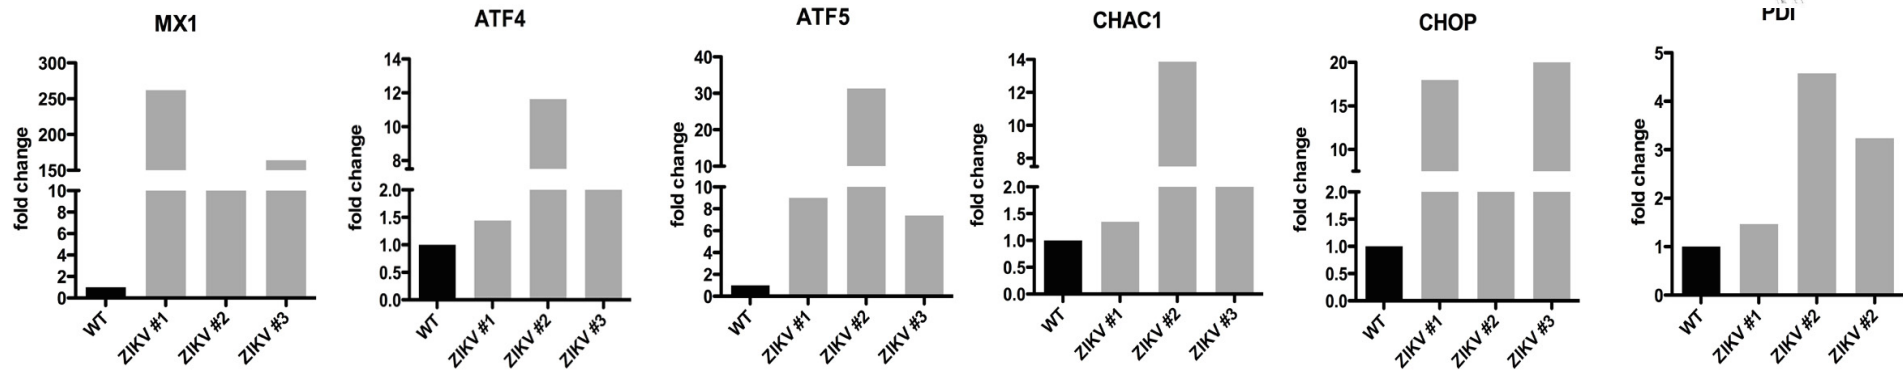 MX1
fold change
300
250
200
150
10
8
6
4
2
0
WT
ZIKV #1
ZIKV #2
ZIKV #3
ATF4
fold change
14
12
10
8
2.0
1.5
1.0
0.5
0.0
WT
ZIKV #1
ZIKV #2
ZIKV #3
ATF5
fold change
40
30
20
10
10
8
6
4
2
0
WT
ZIKV #1
ZIKV #2
ZIKV #3
CHAC1
fold change
14
12
10
8
2.0
1.5
1.0
0.5
0.0
WT
ZIKV #1
ZIKV #2
ZIKV #3
CHOP
fold change
20
15
10
2.0
1.5
1.0
0.5
0.0
WT
ZIKV #1
ZIKV #2
ZIKV #3
PDI
fold change
5
4
3
2
1
0
WT
ZIKV #1
ZIKV #2
ZIKV #2